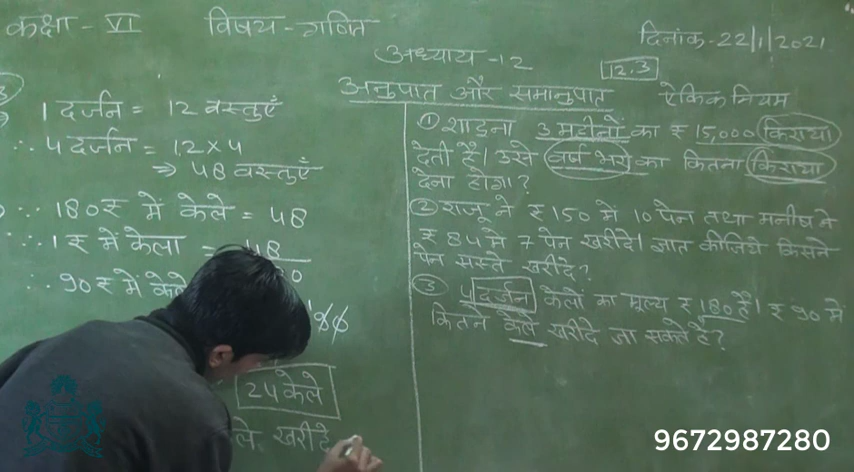 कक्षा - VI विषय - गणित
दिनांक - 22/1/2021
अध्याय - 12
12.3
अनुपात और समानुपात ऐकिक नियम
1 दर्जन = 12 वस्तुएँ
∴ 4 दर्जन = 12 × 4
⇒ 48 वस्तुएँ
∵ 180₹ में केले = 48
∵ 1₹ में केला = 48
∴ 90₹ में केले
24 केले
खरीदे
① शाइना 3 महीनों का ₹ 15,000 किराया
देती है। उसे वर्ष भर का कितना किराया
देना होगा?
② राजू ने ₹150 में 10 पेन तथा मनीष ने
₹ 84 में 7 पेन खरीदे। ज्ञात कीजिये किसने
पेन सस्ते खरीदे?
③ 4 दर्जन केलों का मूल्य ₹ 180 है। ₹ 90 में
कितने केले खरीदे जा सकते हैं?
9672987280